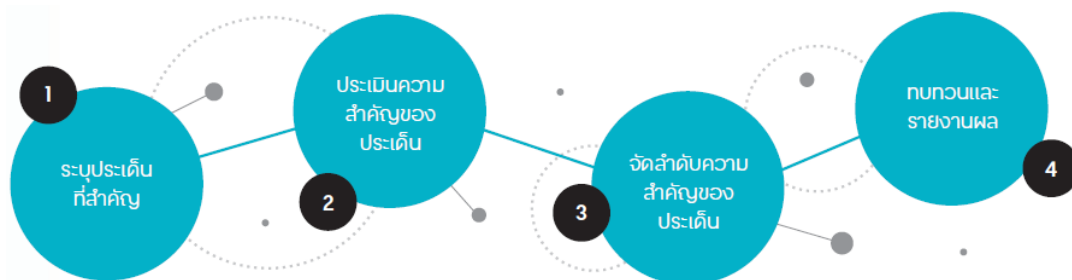 1
ระบุประเด็น
ที่สำคัญ
2
ประเมินความ
สำคัญของ
ประเด็น
3
จัดลำดับความ
สำคัญของ
ประเด็น
4
ทบทวนและ
รายงานผล